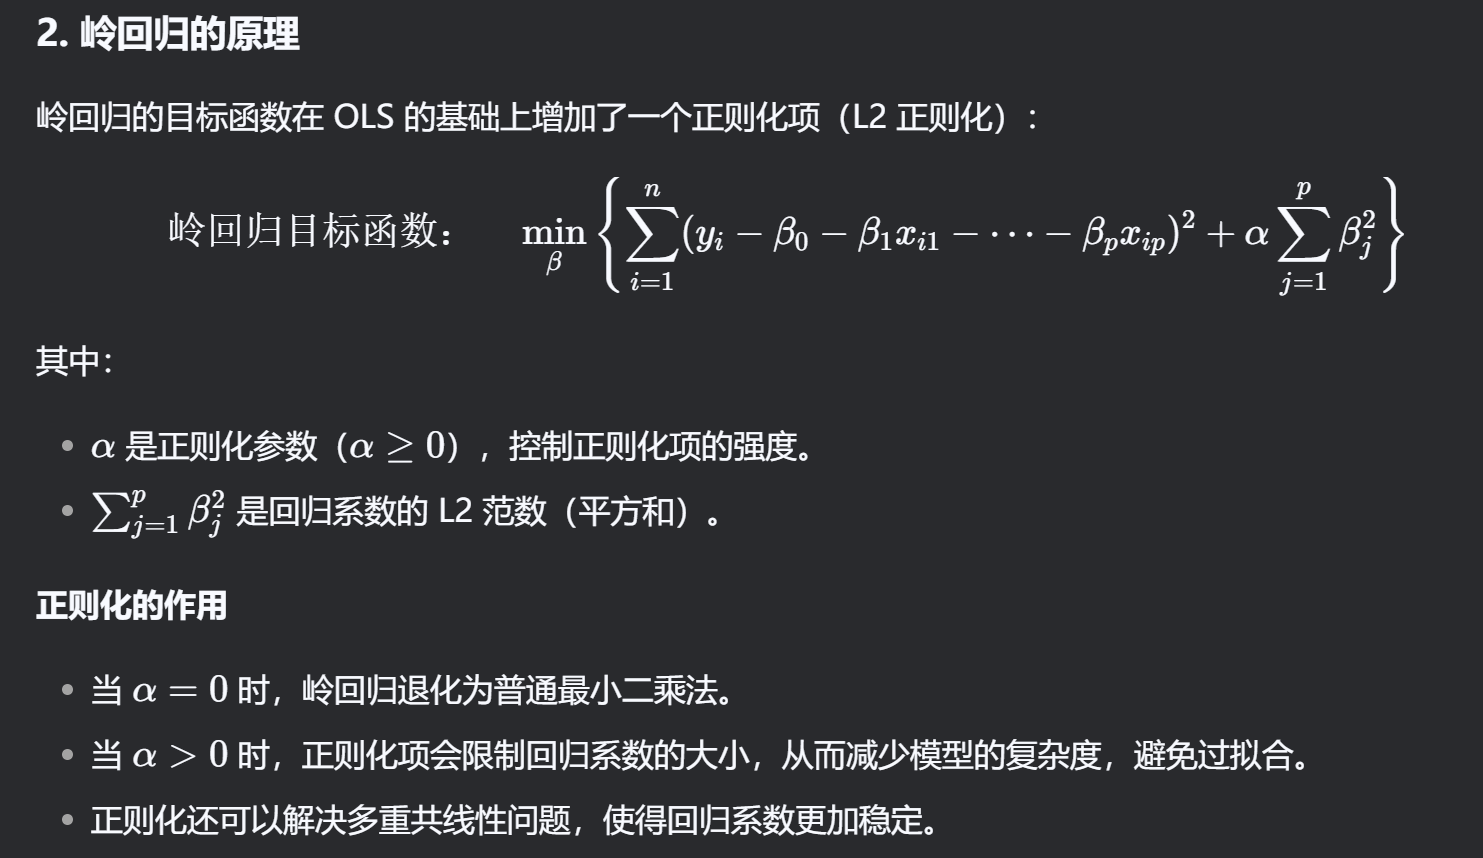 2. 岭回归的原理
岭回归的目标函数在 OLS 的基础上增加了一个正则化项（L2 正则化）:
岭回归目标函数: $\min_{\beta} \left\{ \sum_{i=1}^{n} (y_i - \beta_0 - \beta_1 x_{i1} - \cdots - \beta_p x_{ip})^2 + \alpha \sum_{j=1}^{p} \beta_j^2 \right\}$
其中:
• $\alpha$ 是正则化参数（$\alpha \geq 0$），控制正则化项的强度。
• $\sum_{j=1}^{p} \beta_j^2$ 是回归系数的 L2 范数（平方和）。
正则化的作用
• 当 $\alpha = 0$ 时，岭回归退化为普通最小二乘法。
• 当 $\alpha > 0$ 时，正则化项会限制回归系数的大小，从而减少模型的复杂度，避免过拟合。
• 正则化还可以解决多重共线性问题，使得回归系数更加稳定。